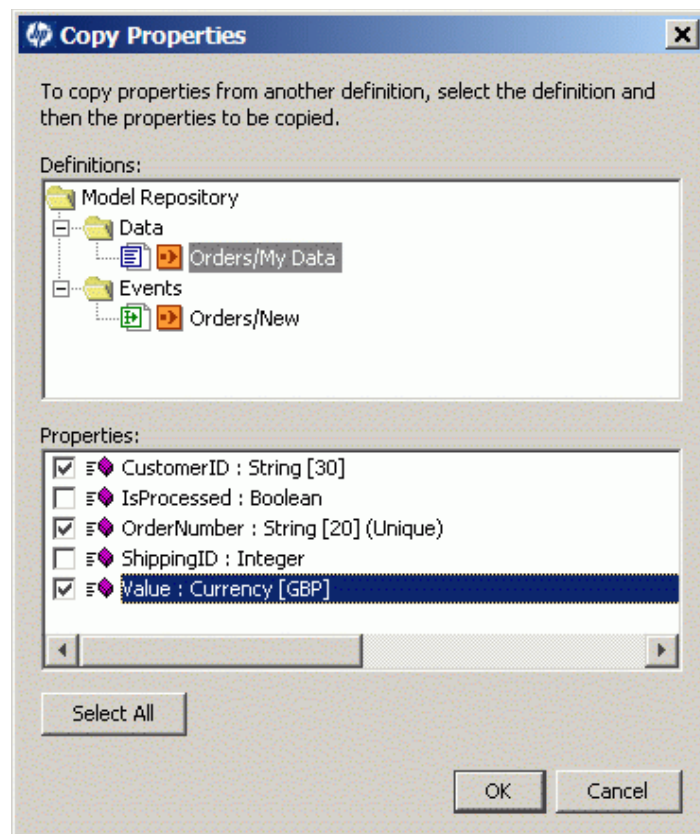 Copy Properties
To copy properties from another definition, select the definition and
then the properties to be copied.
Definitions:
Model Repository
Data
Orders/My Data
Events
Orders/New
Properties:
CustomerID : String [30]
IsProcessed : Boolean
OrderNumber : String [20] (Unique)
ShippingID : Integer
Value : Currency [GBP]
Select All
OK
Cancel